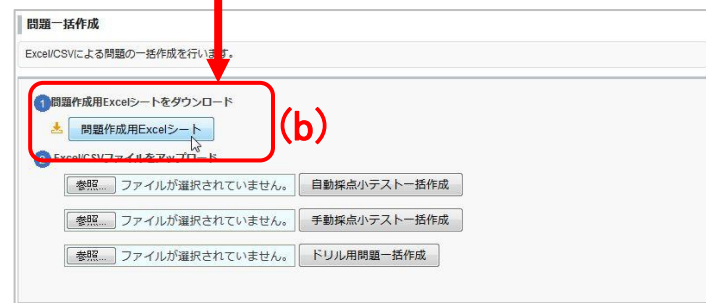 問題一括作成
Excel/CSVによる問題の一括作成を行います。
1 問題作成用Excelシートをダウンロード
問題作成用Excelシート
(b)
2 Excel/CSVファイルをアップロード
参照... ファイルが選択されていません。 自動採点小テスト一括作成
参照... ファイルが選択されていません。 手動採点小テスト一括作成
参照... ファイルが選択されていません。 ドリル用問題一括作成